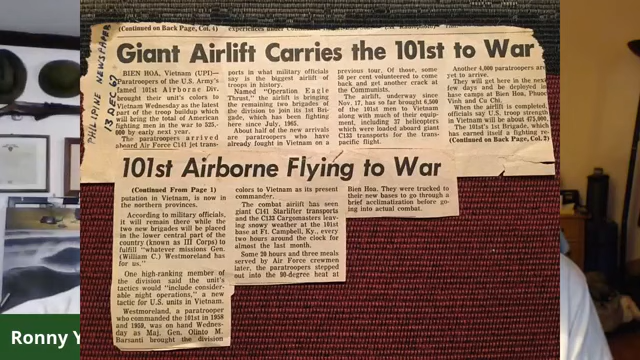 (Continued on Back Page, Col. 4)
PHILIPINE NEWSPAPER
13 DEC 67
Giant Airlift Carries the 101st to War
BIEN HOA, Vietnam (UPI)—
Paratroopers of the U.S. Army's
famed 101st Airborne Div.
brought their unit's colors to
Vietnam Wednesday as the latest
part of the troop buildup which
will bring the total of American
fighting men in the war to 525,-
000 by early next year.
The paratroopers arrived
aboard Air Force C141 jet trans-
ports in what military officials
say is the biggest airlift of
troops in history.
Named "Operation Eagle
Thrust," the airlift is bringing
the remaining two brigades of
the division to join its 1st Bri-
gade, which has been fighting
here since July, 1965.
About half of the new arrivals
are paratroopers who have
already fought in Vietnam on a
previous tour. Of those, some
50 per cent volunteered to come
back and get another crack at
the Communists.
The airlift, underway since
Nov. 17, has so far brought 6,500
of the 101st men to Vietnam
along with much of their equip-
ment, including 37 helicopters
which were loaded aboard giant
C133 transports for the trans-
pacific flight.
Another 4,000 paratroopers are
yet to arrive.
They will get here in the next
few days and be deployed in
base camps at Bien Hoa, Phuoc
Vinh and Cu Chi.
When the airlift is completed,
officials say U.S. troop strength
in Vietnam will be about 475,000.
The 101st's 1st Brigade, which
has earned itself a fighting re-
(Continued on Back Page, Col. 2)
101st Airborne Flying to War
(Continued From Page 1)
putation in Vietnam, is now in
the northern provinces.
According to military officials,
it will remain there while the
two new brigades will be placed
in the lower central part of the
country (known as III Corps) to
fulfill "whatever missions Gen.
(William C.) Westmoreland has
for us."
One high-ranking member of
the division said the unit's
tactics would "include consider-
able night operations," a new
tactic for U.S. units in Vietnam.
Westmoreland, a paratrooper
who commanded the 101st in 1958
and 1959, was on hand Wednes-
day as Maj. Gen. Olinto M.
Barsanti brought the division
colors to Vietnam as its present
commander.
The combat airlift has seen
giant C141 Starlifter transports
and the C133 Cargomasters leav-
ing snowy weather at the 101st
base at Ft. Campbell, Ky., every
two hours around the clock for
almost the last month.
Some 20 hours and three meals
served by Air Force crewmen
later, the paratroopers stepped
out into the 90-degree heat at
Bien Hoa. They were trucked to
their new bases to go through a
brief acclimatization before go-
ing into actual combat.
Ronny Y